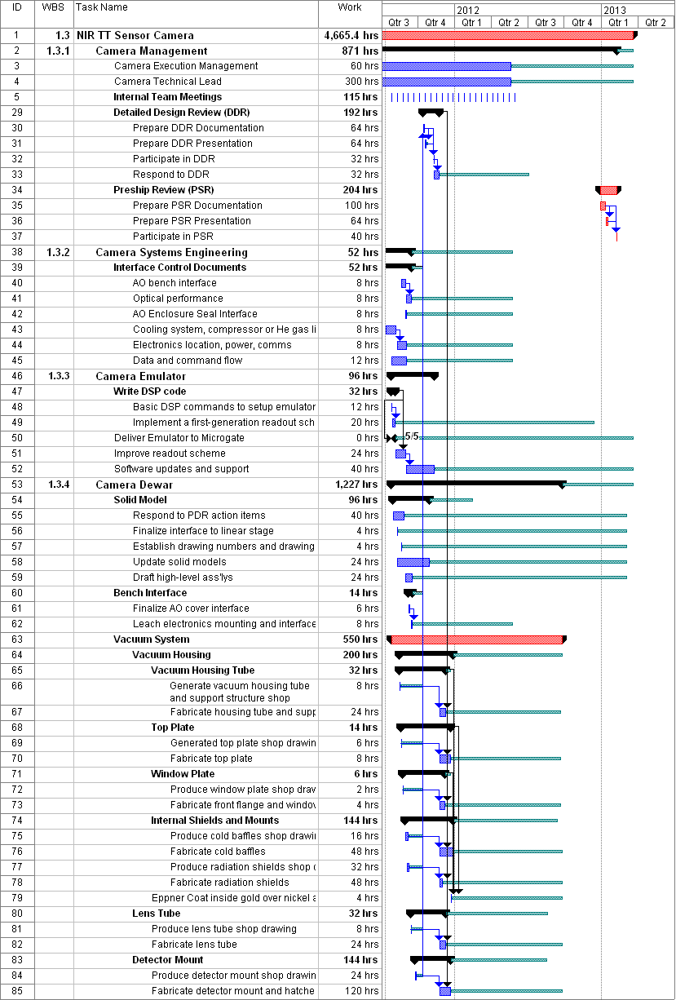 ID WBS Task Name Work 2012 2013
Qtr 3 Qtr 4 Qtr 1 Qtr 2 Qtr 3 Qtr 4 Qtr 1 Qtr 2
1 1.3 NIR TT Sensor Camera 4,665.4 hrs
2 1.3.1 Camera Management 871 hrs
3 Camera Execution Management 60 hrs
4 Camera Technical Lead 300 hrs
5 Internal Team Meetings 115 hrs
29 Detailed Design Review (DDR) 192 hrs
30 Prepare DDR Documentation 64 hrs
31 Prepare DDR Presentation 64 hrs
32 Participate in DDR 32 hrs
33 Respond to DDR 32 hrs
34 Preship Review (PSR) 204 hrs
35 Prepare PSR Documentation 100 hrs
36 Prepare PSR Presentation 64 hrs
37 Participate in PSR 40 hrs
38 1.3.2 Camera Systems Engineering 52 hrs
39 Interface Control Documents 52 hrs
40 AO bench interface 8 hrs
41 Optical performance 8 hrs
42 AO Enclosure Seal Interface 8 hrs
43 Cooling system, compressor or He gas li 8 hrs
44 Electronics location, power, comms 8 hrs
45 Data and command flow 12 hrs
46 1.3.3 Camera Emulator 96 hrs
47 Write DSP code 32 hrs
48 Basic DSP commands to setup emulator 12 hrs
49 Implement a first-generation readout sch 20 hrs
50 Deliver Emulator to Microgate 0 hrs 5/5
51 Improve readout scheme 24 hrs
52 Software updates and support 40 hrs
53 1.3.4 Camera Dewar 1,227 hrs
54 Solid Model 96 hrs
55 Respond to PDR action items 40 hrs
56 Finalize interface to linear stage 4 hrs
57 Establish drawing numbers and drawing 4 hrs
58 Update solid models 24 hrs
59 Draft high-level ass'lys 24 hrs
60 Bench Interface 14 hrs
61 Finalize AO cover interface 6 hrs
62 Leach electronics mounting and interface 8 hrs
63 Vacuum System 550 hrs
64 Vacuum Housing 200 hrs
65 Vacuum Housing Tube 32 hrs
66 Generate vacuum housing tube 8 hrs
and support structure shop
67 Fabricate housing tube and supp 24 hrs
68 Top Plate 14 hrs
69 Generated top plate shop drawin 6 hrs
70 Fabricate top plate 8 hrs
71 Window Plate 6 hrs
72 Produce window plate shop draw 2 hrs
73 Fabricate front flange and window 4 hrs
74 Internal Shields and Mounts 144 hrs
75 Produce cold baffles shop drawin 16 hrs
76 Fabricate cold baffles 48 hrs
77 Produce radiation shields shop d 32 hrs
78 Fabricate radiation shields 48 hrs
79 Eppner Coat inside gold over nickel a 4 hrs
80 Lens Tube 32 hrs
81 Produce lens tube shop drawing 8 hrs
82 Fabricate lens tube 24 hrs
83 Detector Mount 144 hrs
84 Produce detector mount shop drawin 24 hrs
85 Fabricate detector mount and hatche 120 hrs